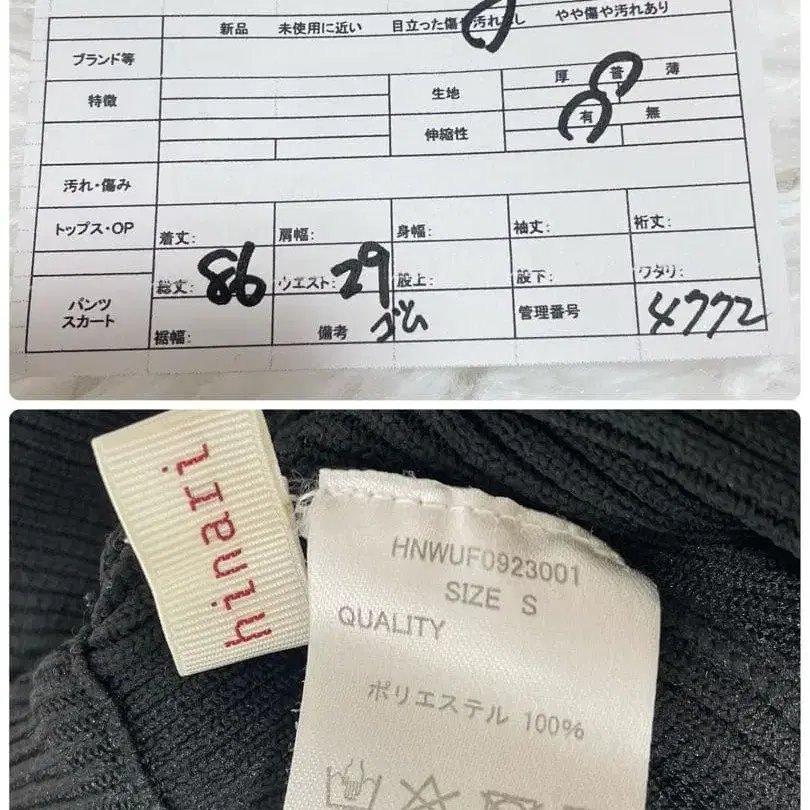 新品 未使用に近い 目立った傷や汚れなし やや傷や汚れあり
ブランド等
特徴 生地 厚 普 薄
伸縮性 有 無
汚れ・傷み
トップス・OP 着丈: 肩幅: 身幅: 袖丈: 裄丈:
パンツ スカート 総丈: 86 ウエスト: 29 股上: 股下: ワタリ:
裾幅: 備考 ゴム 管理番号 4772
hinari
HNWUF0923001
SIZE S
QUALITY
ポリエステル 100%